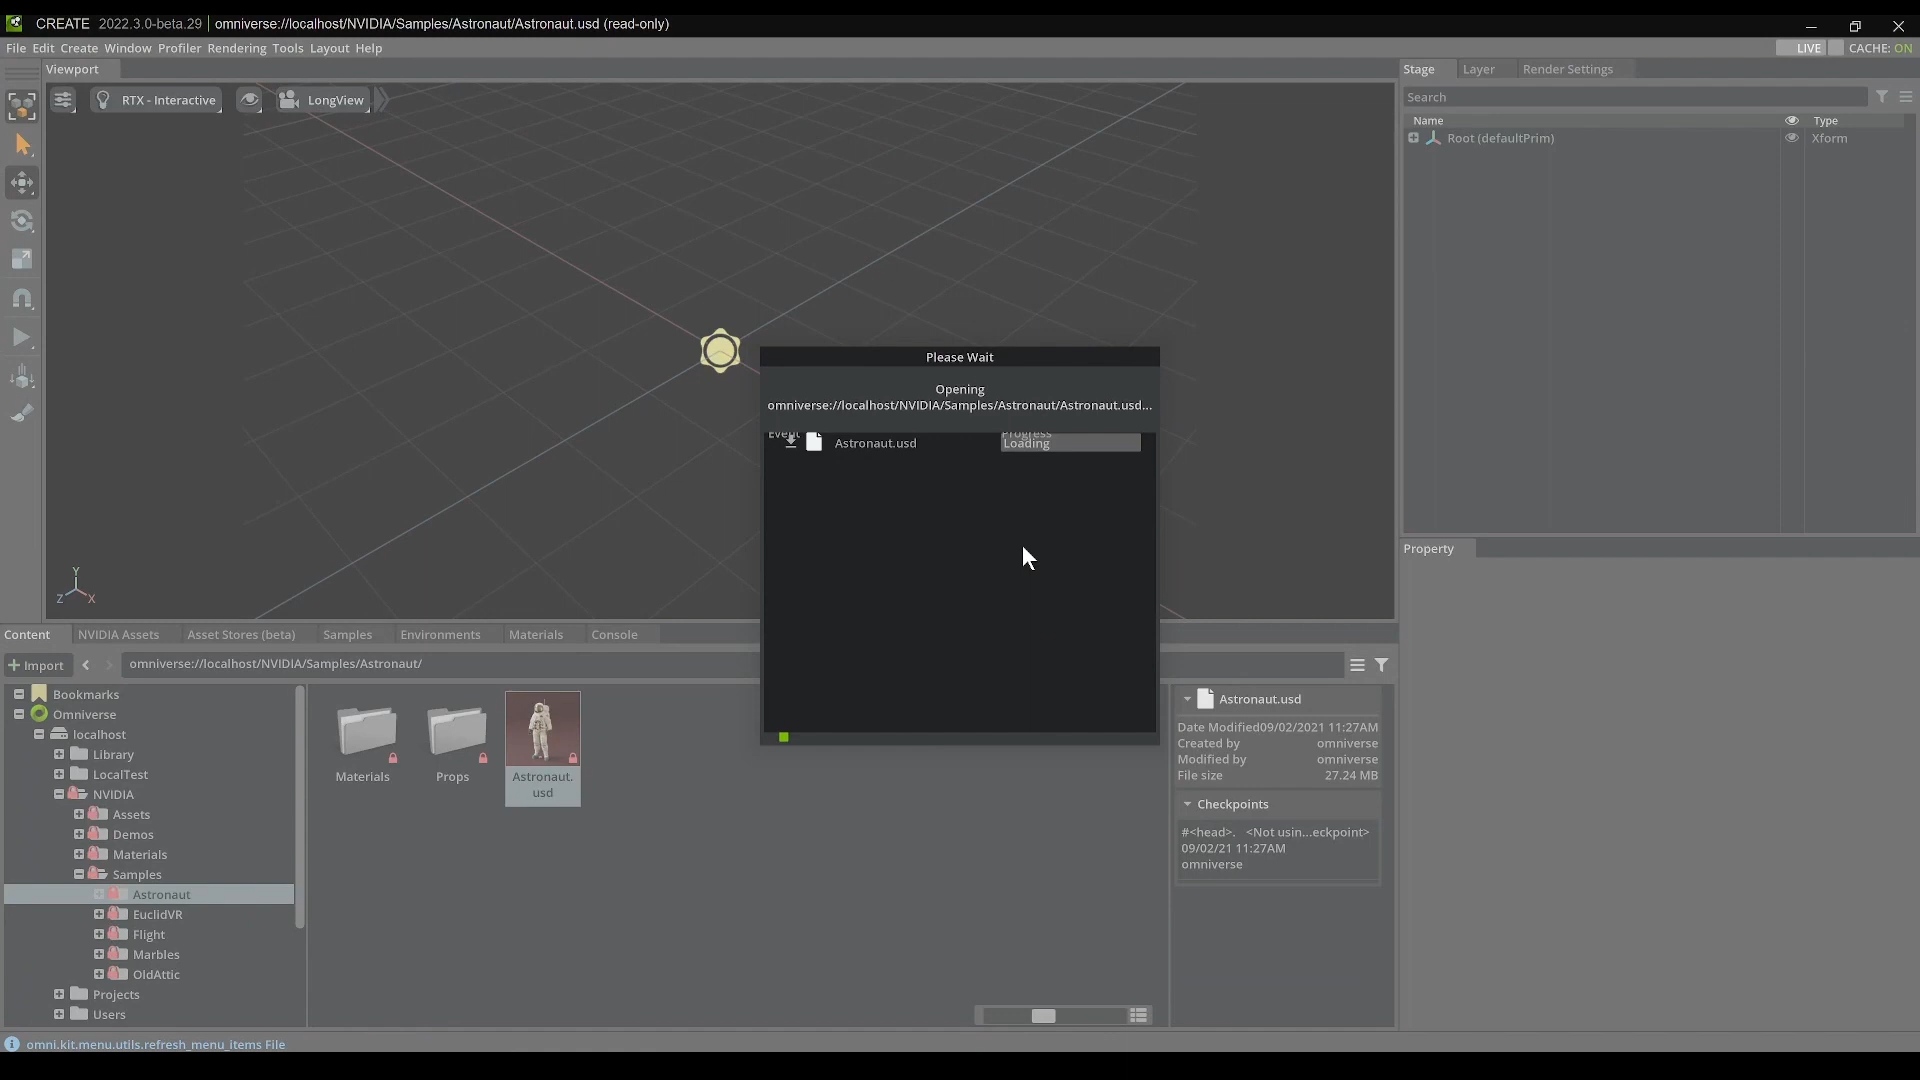 CREATE 2022.3.0-beta.29 omniverse://localhost/NVIDIA/Samples/Astronaut/Astronaut.usd (read-only)
File Edit Create Window Profiler Rendering Tools Layout Help
LIVE CACHE: ON
Viewport
RTX - Interactive
LongView
Y
Z X
Stage Layer Render Settings
Search
Name Type
Root (defaultPrim) Xform
Property
Please Wait
Opening
omniverse://localhost/NVIDIA/Samples/Astronaut/Astronaut.usd...
Event Progress
Astronaut.usd Loading
Content NVIDIA Assets Asset Stores (beta) Samples Environments Materials Console
Import omniverse://localhost/NVIDIA/Samples/Astronaut/
Bookmarks
Omniverse
localhost
Library
LocalTest
NVIDIA
Assets
Demos
Materials
Samples
Astronaut
EuclidVR
Flight
Marbles
OldAttic
Projects
Users
Materials
Props
Astronaut.
usd
Astronaut.usd
Date Modified09/02/2021 11:27AM
Created by omniverse
Modified by omniverse
File size 27.24 MB
Checkpoints
#<head>. <Not usin...eckpoint>
09/02/21 11:27AM
omniverse
omni.kit.menu.utils.refresh_menu_items File